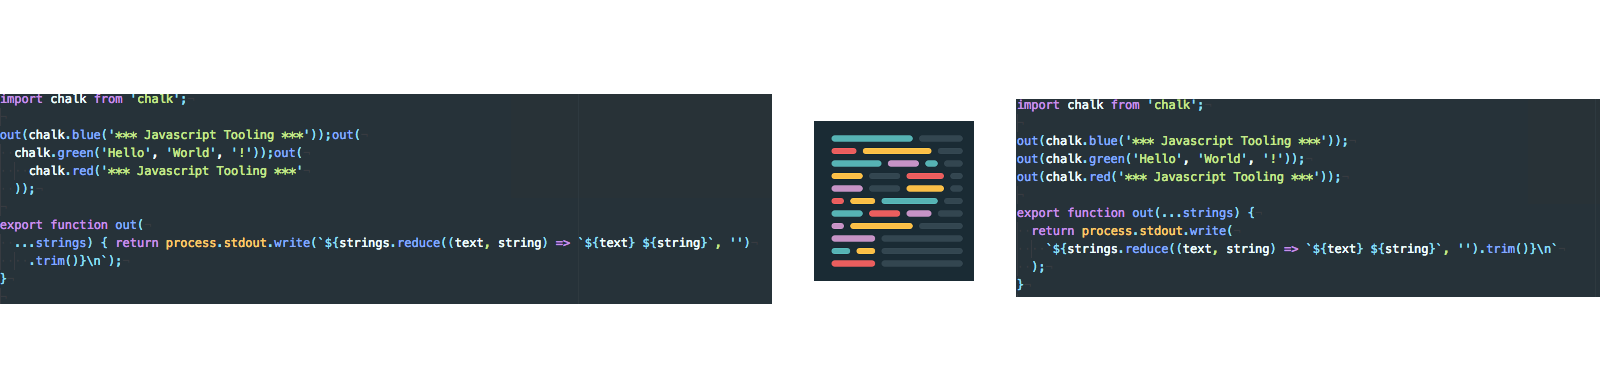 import chalk from 'chalk';
out(chalk.blue('*** Javascript Tooling ***'));out(
chalk.green('Hello', 'World', '!'));out(
chalk.red('*** Javascript Tooling ***'
));
export function out(
...strings) { return process.stdout.write(`${strings.reduce((text, string) => `${text} ${string}`, '')
.trim()}\n`);
}
import chalk from 'chalk';
out(chalk.blue('*** Javascript Tooling ***'));
out(chalk.green('Hello', 'World', '!'));
out(chalk.red('*** Javascript Tooling ***'));
export function out(...strings) {
return process.stdout.write(
`${strings.reduce((text, string) => `${text} ${string}`, '').trim()}\n`
);
}